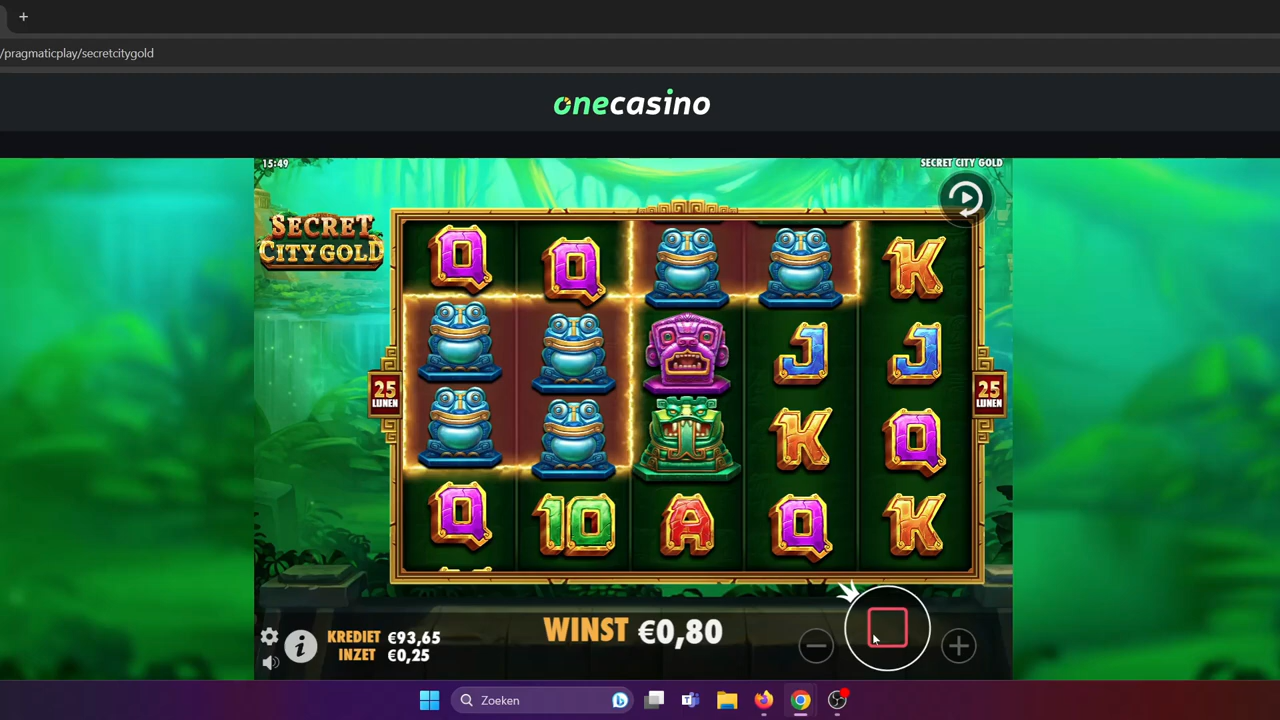 +
/pragmaticplay/secretcitygold
onecasino
15:49
SECRET CITY GOLD
SECRET
CITY GOLD
Q Q K
J J
25 LIJNEN
25 LIJNEN
K Q
Q 10 A Q K
KREDIET €93,65
INZET €0,25
WINST €0,80
Zoeken